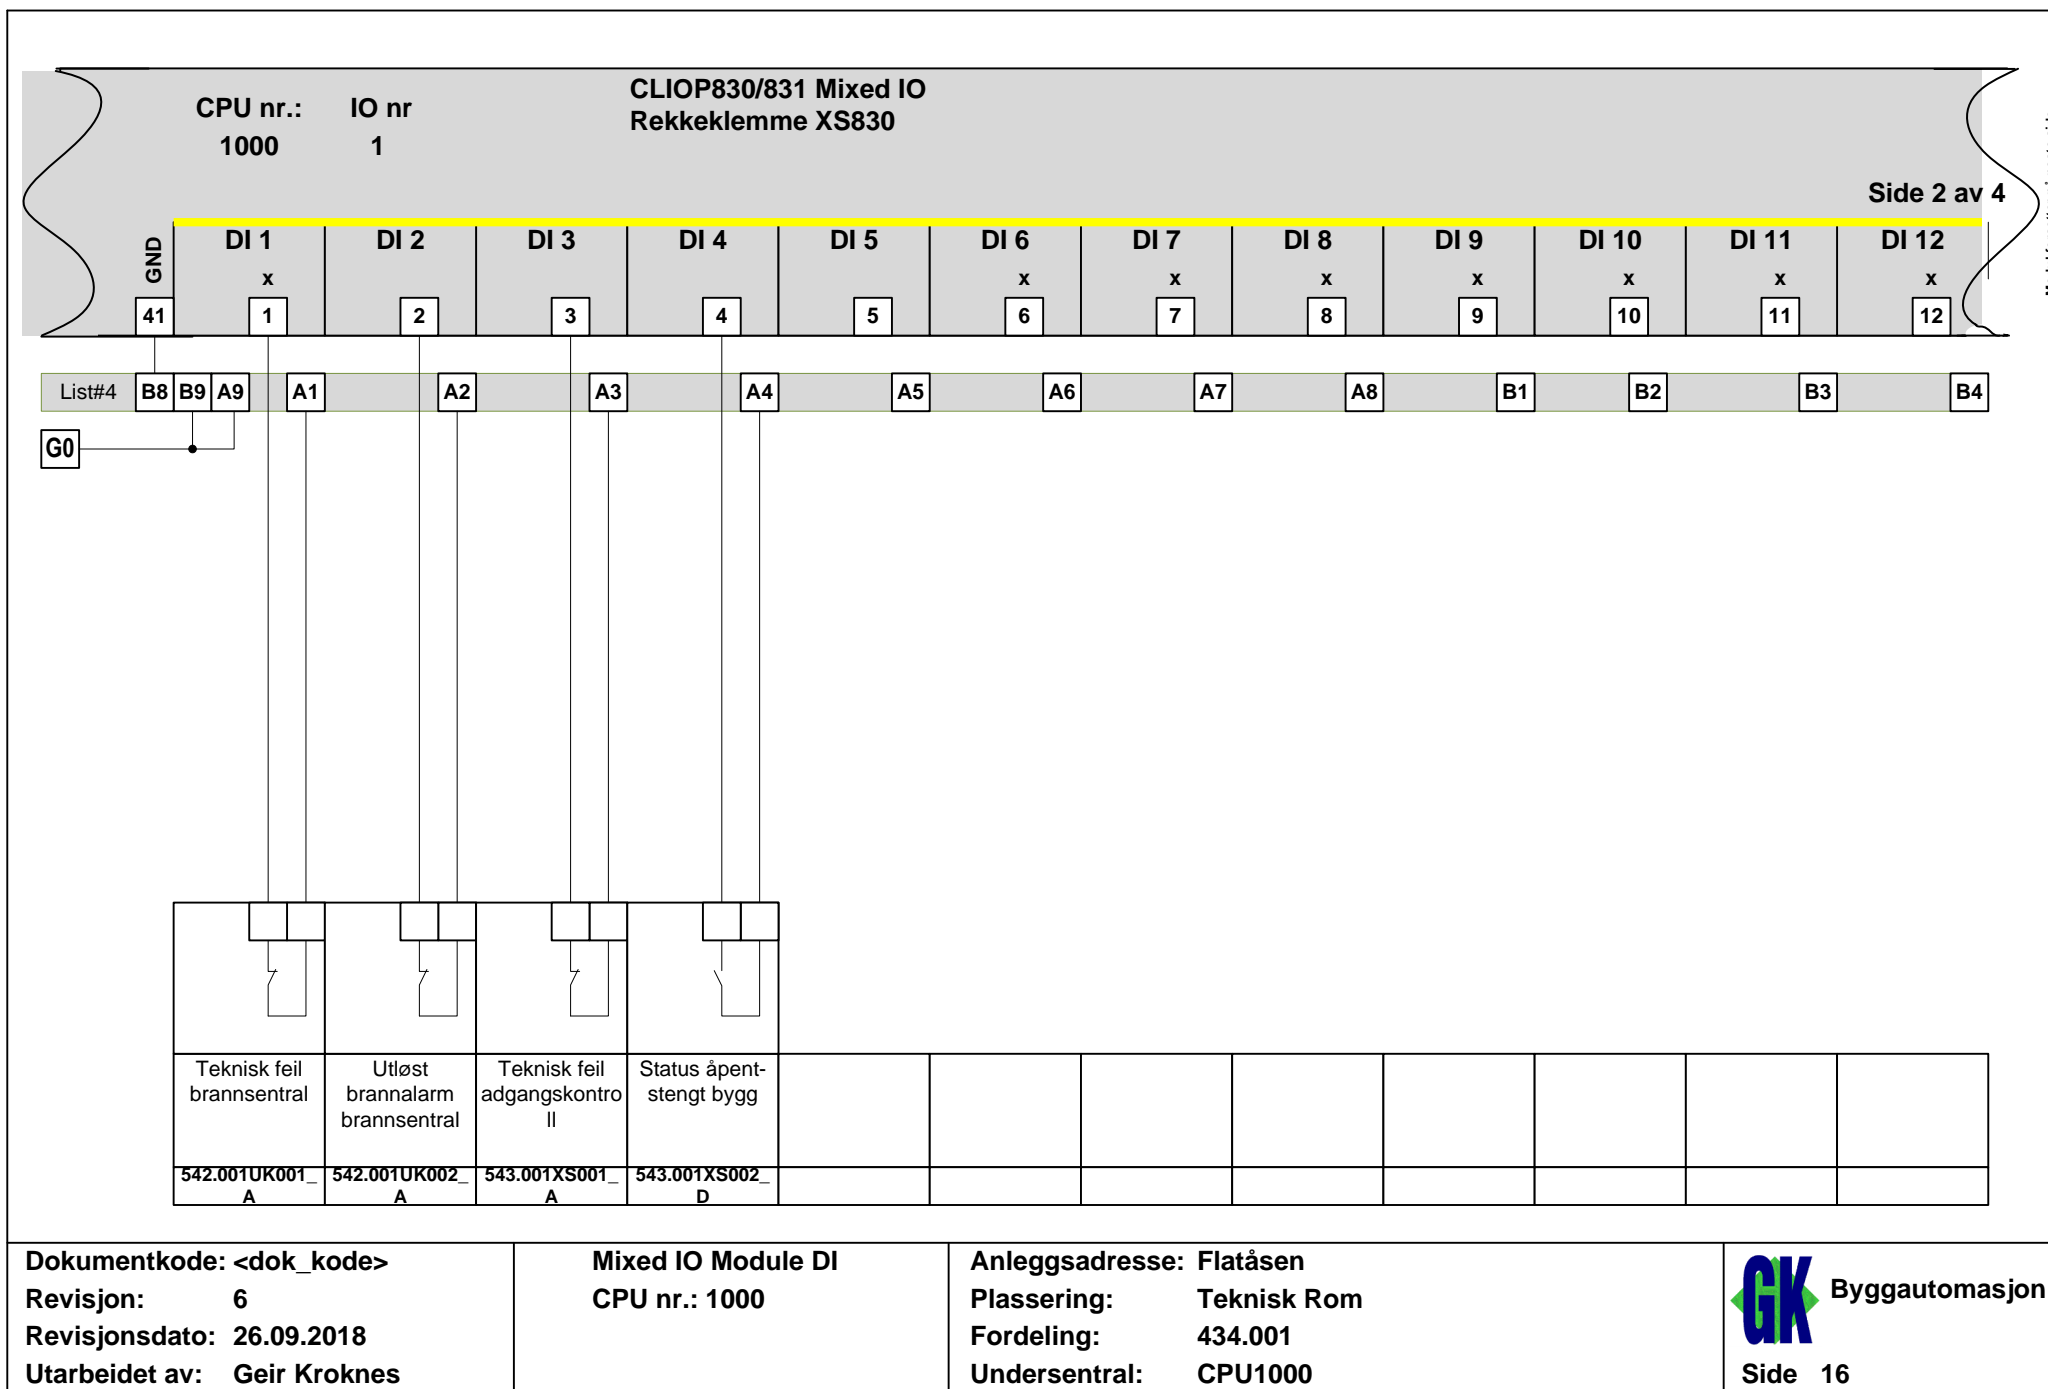 CLIOP830/831 Mixed IO
Rekkeklemme XS830
CPU nr.: IO nr
1000 1
Side 2 av 4
GND DI 1 DI 2 DI 3 DI 4 DI 5 DI 6 DI 7 DI 8 DI 9 DI 10 DI 11 DI 12
x x x x x x x x
41 1 2 3 4 5 6 7 8 9 10 11 12
List#4 B8 B9 A9 A1 A2 A3 A4 A5 A6 A7 A8 B1 B2 B3 B4
G0
Teknisk feil
brannsentral
Utløst
brannalarm
brannsentral
Teknisk feil
adgangskontro
ll
Status åpent-
stengt bygg
542.001UK001_
A
542.001UK002_
A
543.001XS001_
A
543.001XS002_
D
Dokumentkode: <dok_kode>
Revisjon: 6
Revisjonsdato: 26.09.2018
Utarbeidet av: Geir Kroknes
Mixed IO Module DI
CPU nr.: 1000
Anleggsadresse: Flatåsen
Plassering: Teknisk Rom
Fordeling: 434.001
Undersentral: CPU1000
GK Byggautomasjon
Side 16